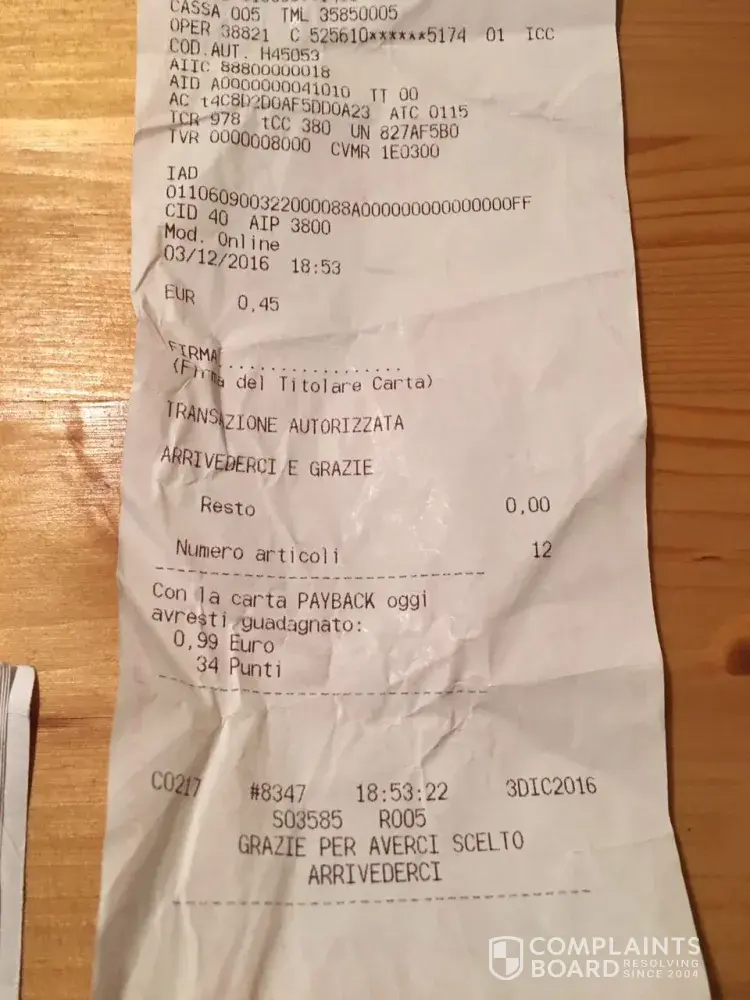 CASSA 005 TML 35850005
OPER 38821 C 525610******5174 01 ICC
COD.AUT. H45053
AIIC 88800000018
AID A0000000041010 TT 00
AC t4C8D2D0AF5DD0A23 ATC 0115
TCR 978 tCC 380 UN 827AF5B0
TVR 0000008000 CVMR 1E0300
IAD
011060900322000088A000000000000000FF
CID 40 AIP 3800
Mod. Online
03/12/2016 18:53
EUR 0,45
FIRMA..................
(Firma del Titolare Carta)
TRANSAZIONE AUTORIZZATA
ARRIVEDERCI E GRAZIE
Resto 0,00
Numero articoli 12
--------------------------------
Con la carta PAYBACK oggi
avresti guadagnato:
0,99 Euro
34 Punti
--------------------------------
C0217 #8347 18:53:22 3DIC2016
S03585 R005
GRAZIE PER AVERCI SCELTO
ARRIVEDERCI
----------------------------------------
COMPLAINTS
BOARD RESOLVING SINCE 2004